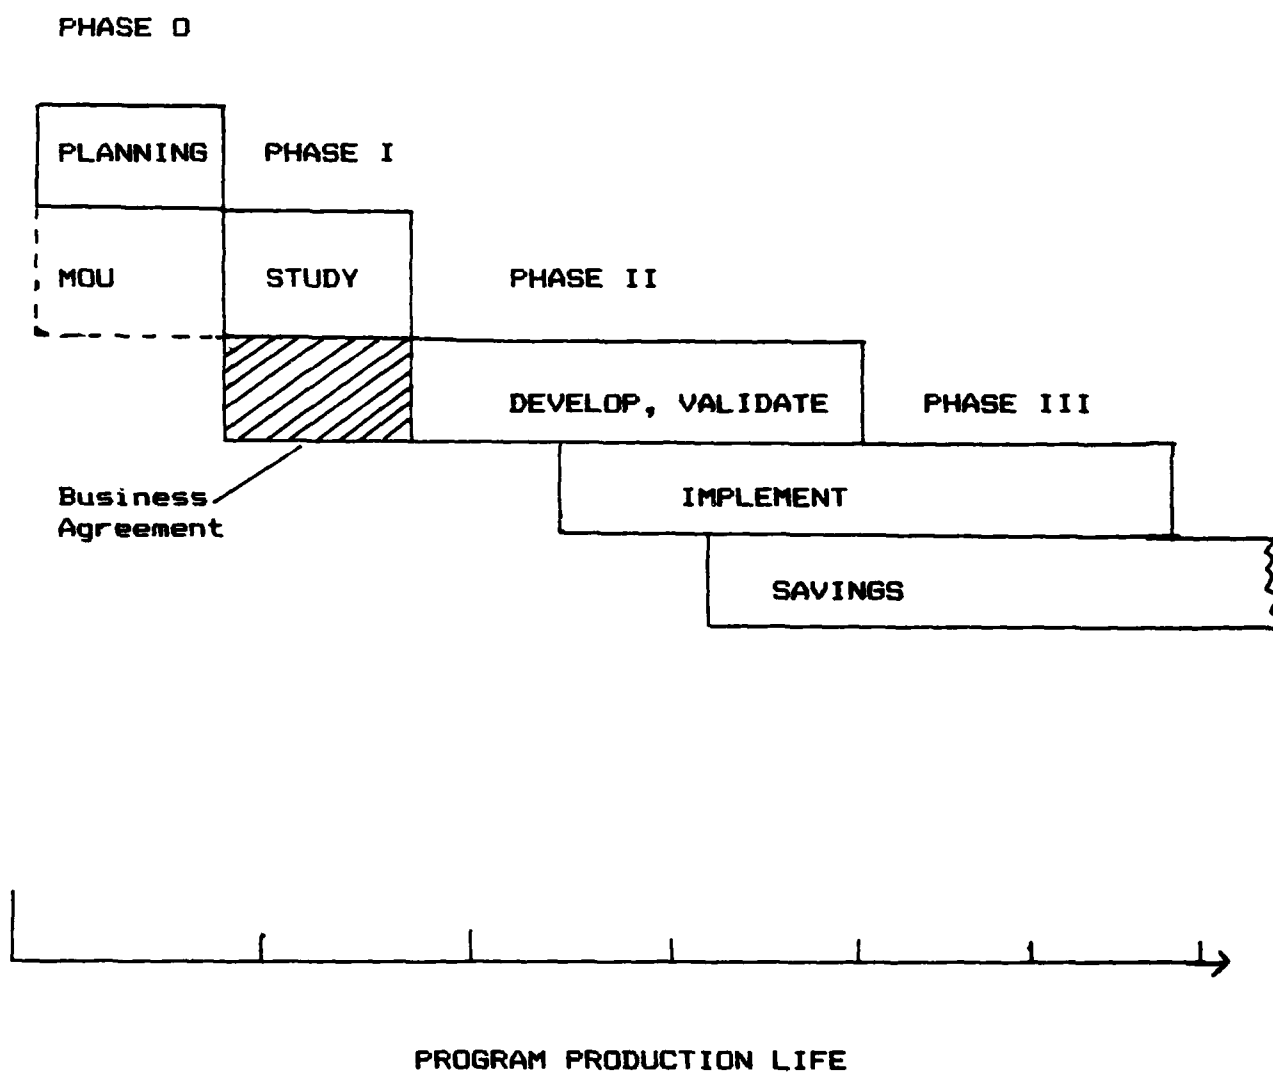 PHASE 0
PLANNING
PHASE I
MOU
STUDY
PHASE II
DEVELOP, VALIDATE
PHASE III
Business
Agreement
IMPLEMENT
SAVINGS
PROGRAM PRODUCTION LIFE